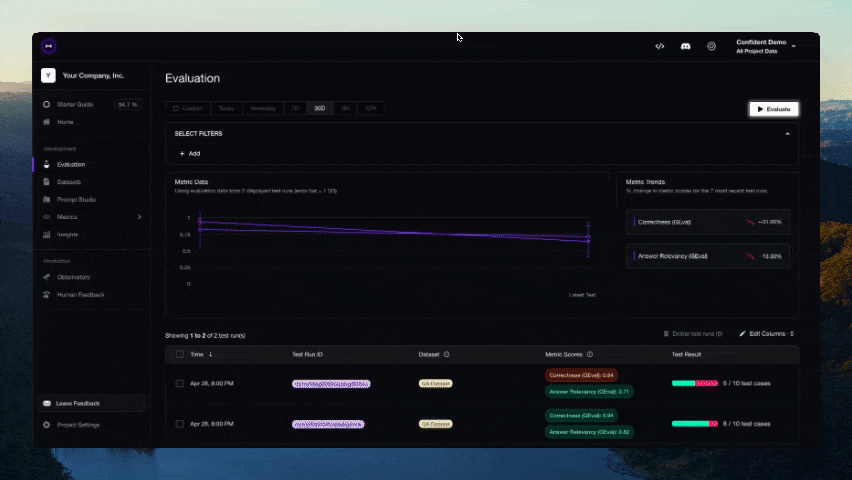 Confident Demo
All Project Data
Y Your Company, Inc.
Starter Guide 84.7 %
Home
Development
Evaluation
Datasets
Prompt Studio
Metrics
Insights
Production
Observatory
Human Feedback
Leave Feedback
Project Settings
Evaluation
Custom Today Yesterday 7D 30D 3M 12M
Evaluate
SELECT FILTERS
+ Add
Metric Data
Using evaluation data from 2 displayed test runs (error bar = 1 SD)
1
0.75
0.5
0.25
0
Latest Test
Metric Trends
% change in metric scores for the 7 most recent test runs.
Correctness (GEval)
Answer Relevancy (GEval)
Showing 1 to 2 of 2 test run(s)
Delete test runs (0) Edit Columns · 5
Time ↓ Test Run ID Dataset Metric Scores Test Result
Apr 28, 8:00 PM QA Dataset Correctness (GEval): 0.64 5 / 10 test cases
Answer Relevancy (GEval): 0.71
Apr 28, 8:00 PM QA Dataset Correctness (GEval): 0.94 8 / 10 test cases
Answer Relevancy (GEval): 0.82